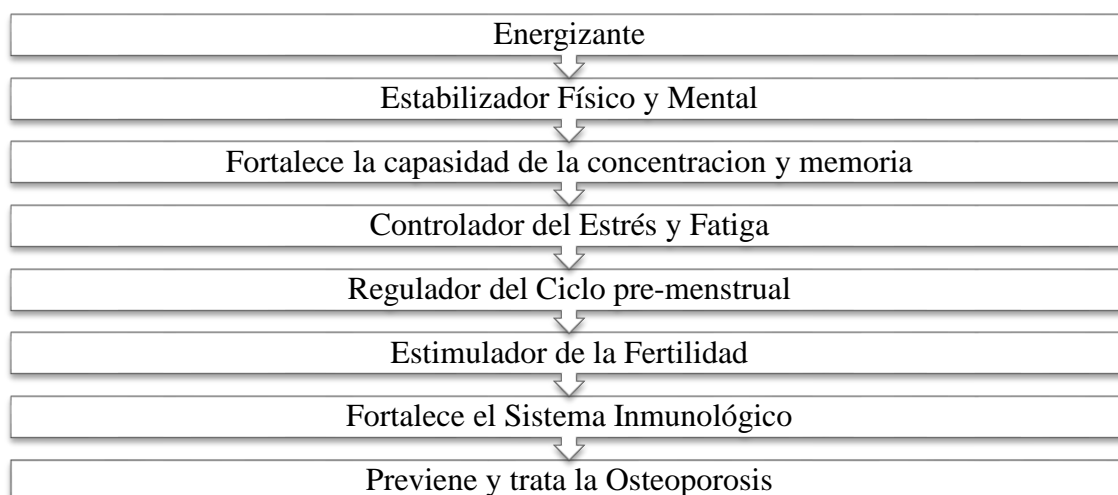 Energizante
Estabilizador Físico y Mental
Fortalece la capasidad de la concentracion y memoria
Controlador del Estrés y Fatiga
Regulador del Ciclo pre-menstrual
Estimulador de la Fertilidad
Fortalece el Sistema Inmunológico
Previene y trata la Osteoporosis